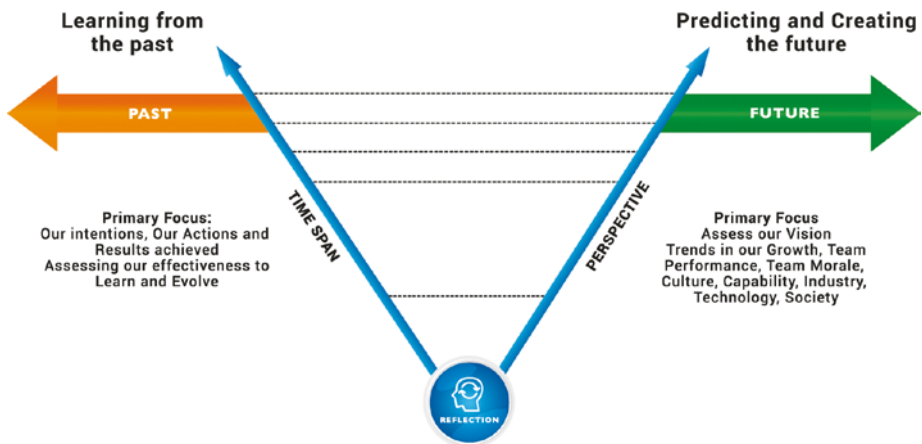 Learning from
the past
Predicting and Creating
the future
PAST
FUTURE
TIME SPAN
PERSPECTIVE
Primary Focus:
Our intentions, Our Actions and
Results achieved
Assessing our effectiveness to
Learn and Evolve
Primary Focus
Assess our Vision
Trends in our Growth, Team
Performance, Team Morale,
Culture, Capability, Industry,
Technology, Society
REFLECTION